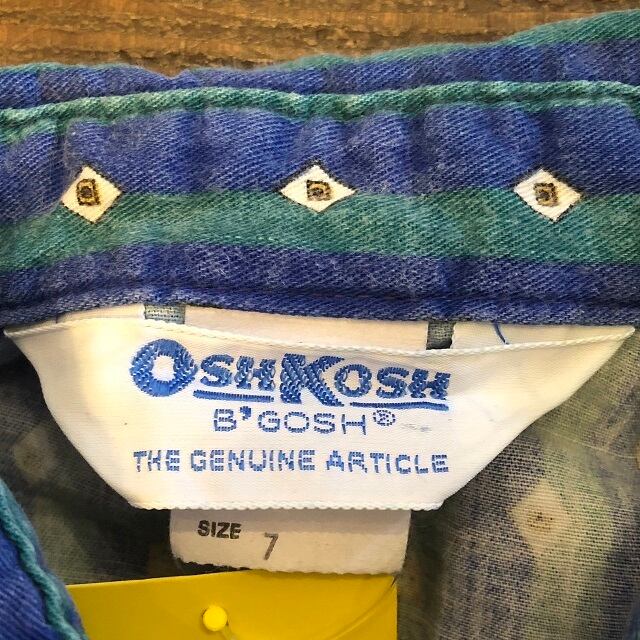 OSHKOSH
B'GOSH®
THE GENUINE ARTICLE
SIZE 7